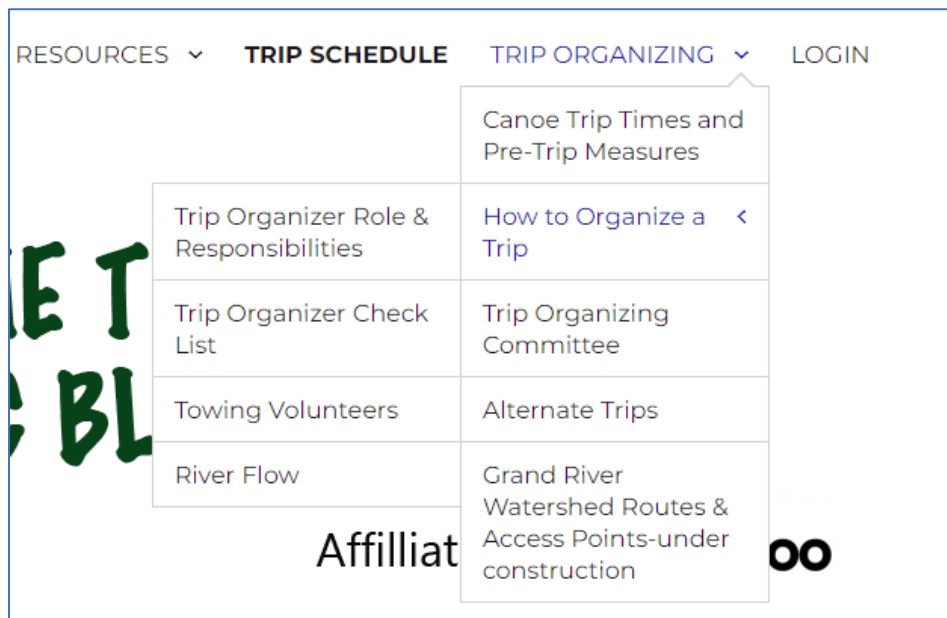 RESOURCES TRIP SCHEDULE TRIP ORGANIZING LOGIN
Canoe Trip Times and
Pre-Trip Measures
How to Organize a
Trip
Trip Organizing
Committee
Alternate Trips
Grand River
Watershed Routes &
Access Points-under
construction
Trip Organizer Role &
Responsibilities
Trip Organizer Check
List
Towing Volunteers
River Flow
Affilliat